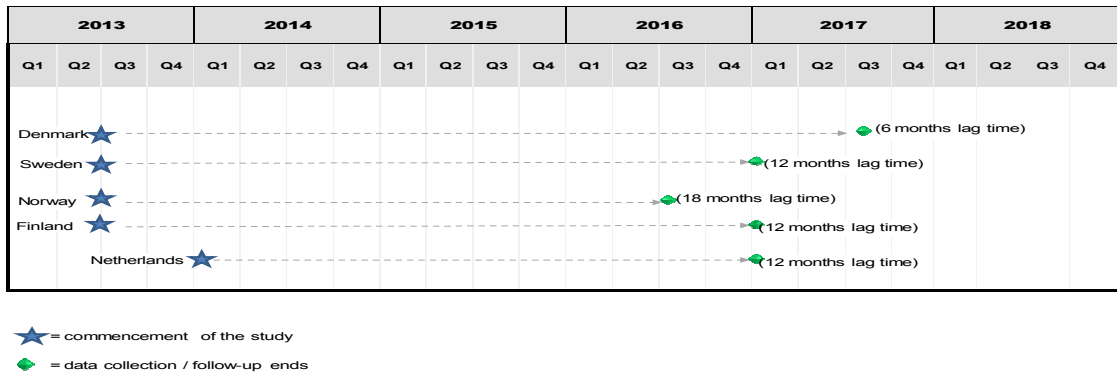 2013 2014 2015 2016 2017 2018
Q1 Q2 Q3 Q4 Q1 Q2 Q3 Q4 Q1 Q2 Q3 Q4 Q1 Q2 Q3 Q4 Q1 Q2 Q3 Q4 Q1 Q2 Q3 Q4
Denmark (6 months lag time)
Sweden (12 months lag time)
Norway (18 months lag time)
Finland (12 months lag time)
Netherlands (12 months lag time)
= commencement of the study
= data collection / follow-up ends